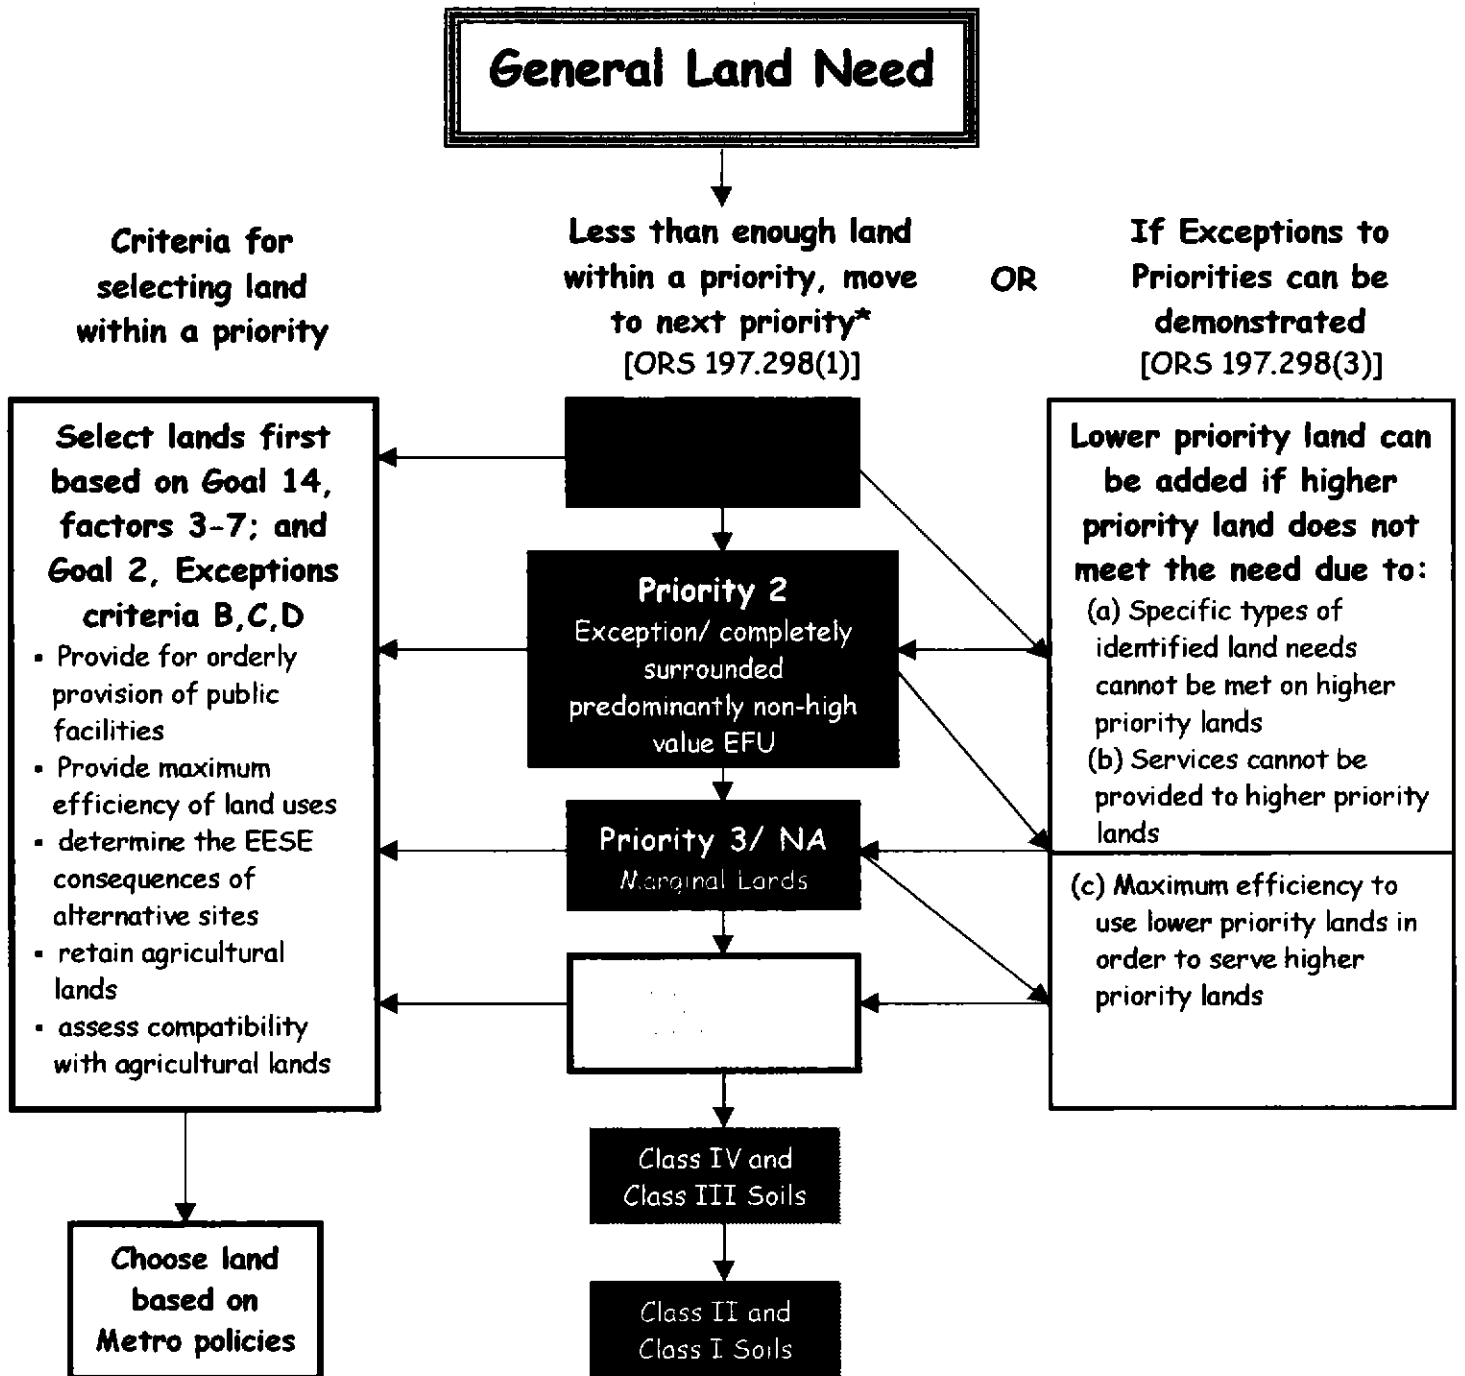 General Land Need
Criteria for
selecting land
within a priority
Less than enough land
within a priority, move
to next priority*
[ORS 197.298(1)]
OR
If Exceptions to
Priorities can be
demonstrated
[ORS 197.298(3)]
Select lands first
based on Goal 14,
factors 3-7; and
Goal 2, Exceptions
criteria B,C,D
▪ Provide for orderly
provision of public
facilities
▪ Provide maximum
efficiency of land uses
▪ determine the EESE
consequences of
alternative sites
▪ retain agricultural
lands
▪ assess compatibility
with agricultural lands
Choose land
based on
Metro policies
Priority 2
Exception/ completely
surrounded
predominantly non-high
value EFU
Priority 3/ NA
Marginal Lands
Class IV and
Class III Soils
Class II and
Class I Soils
Lower priority land can
be added if higher
priority land does not
meet the need due to:
(a) Specific types of
identified land needs
cannot be met on higher
priority lands
(b) Services cannot be
provided to higher priority
lands
(c) Maximum efficiency to
use lower priority lands in
order to serve higher
priority lands